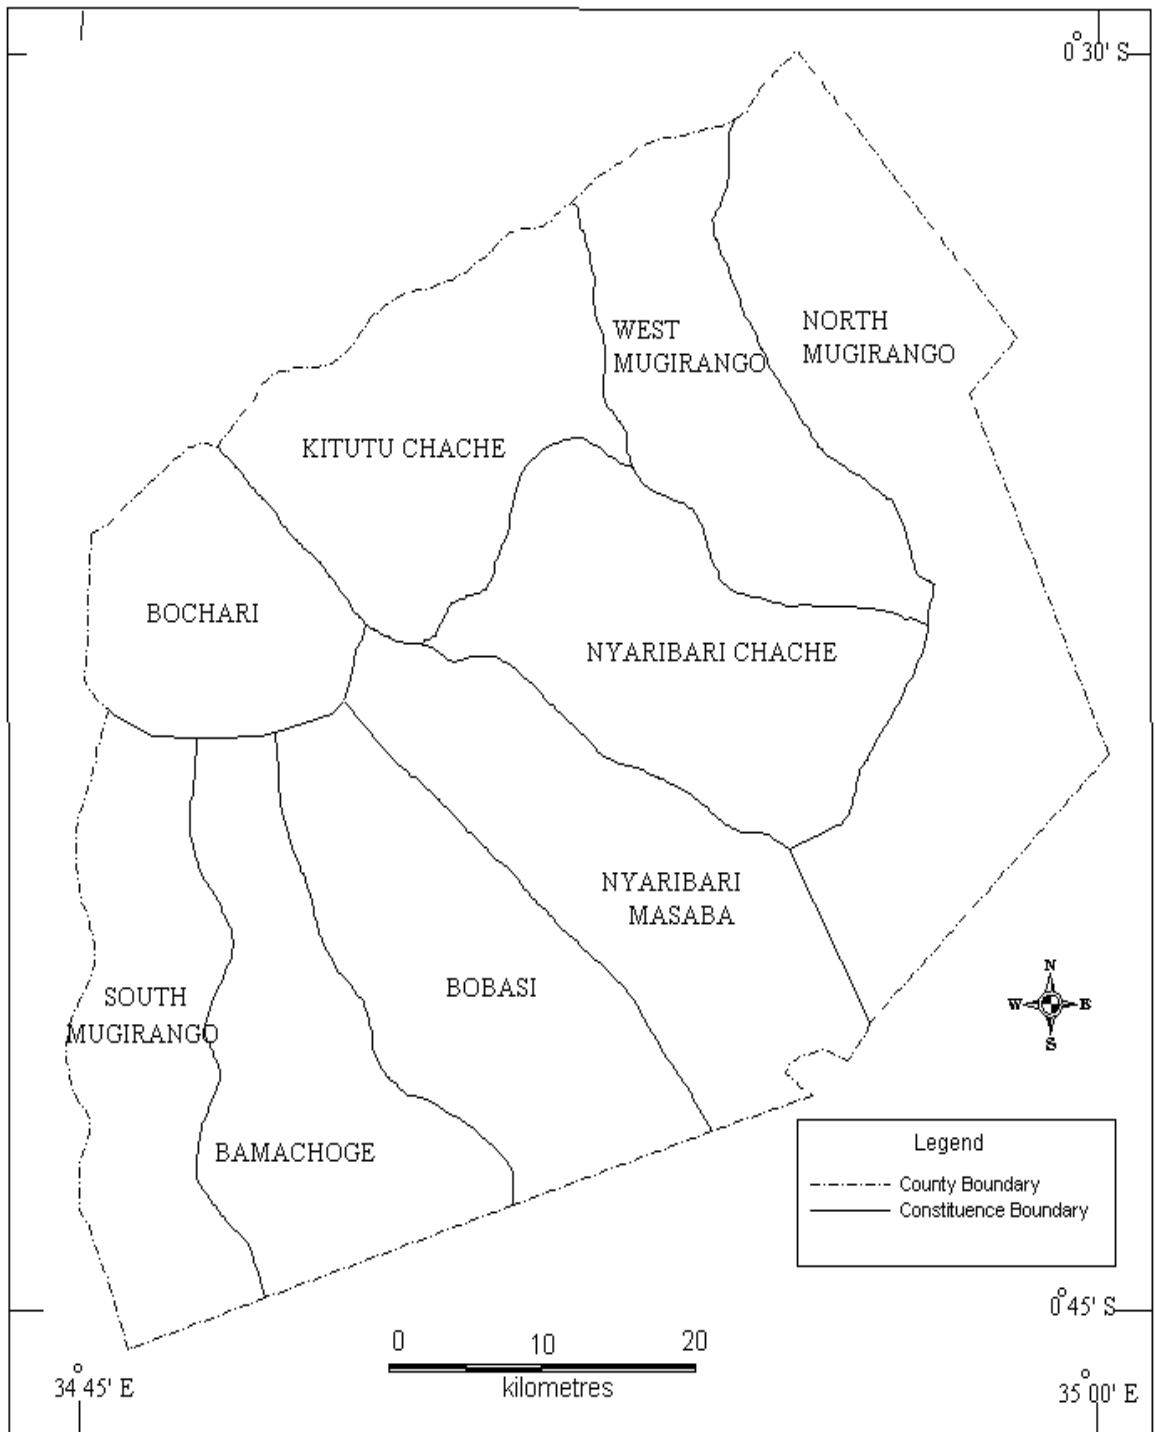 0°30' S
NORTH
MUGIRANGO
WEST
MUGIRANGO
KITUTU CHACHE
BOCHARI
NYARIBARI CHACHE
NYARIBARI
MASABA
BOBASI
SOUTH
MUGIRANGO
BAMACHOGE
N
W E
S
Legend
County Boundary
Constituence Boundary
0°45' S
0 10 20
kilometres
34°45' E
35°00' E